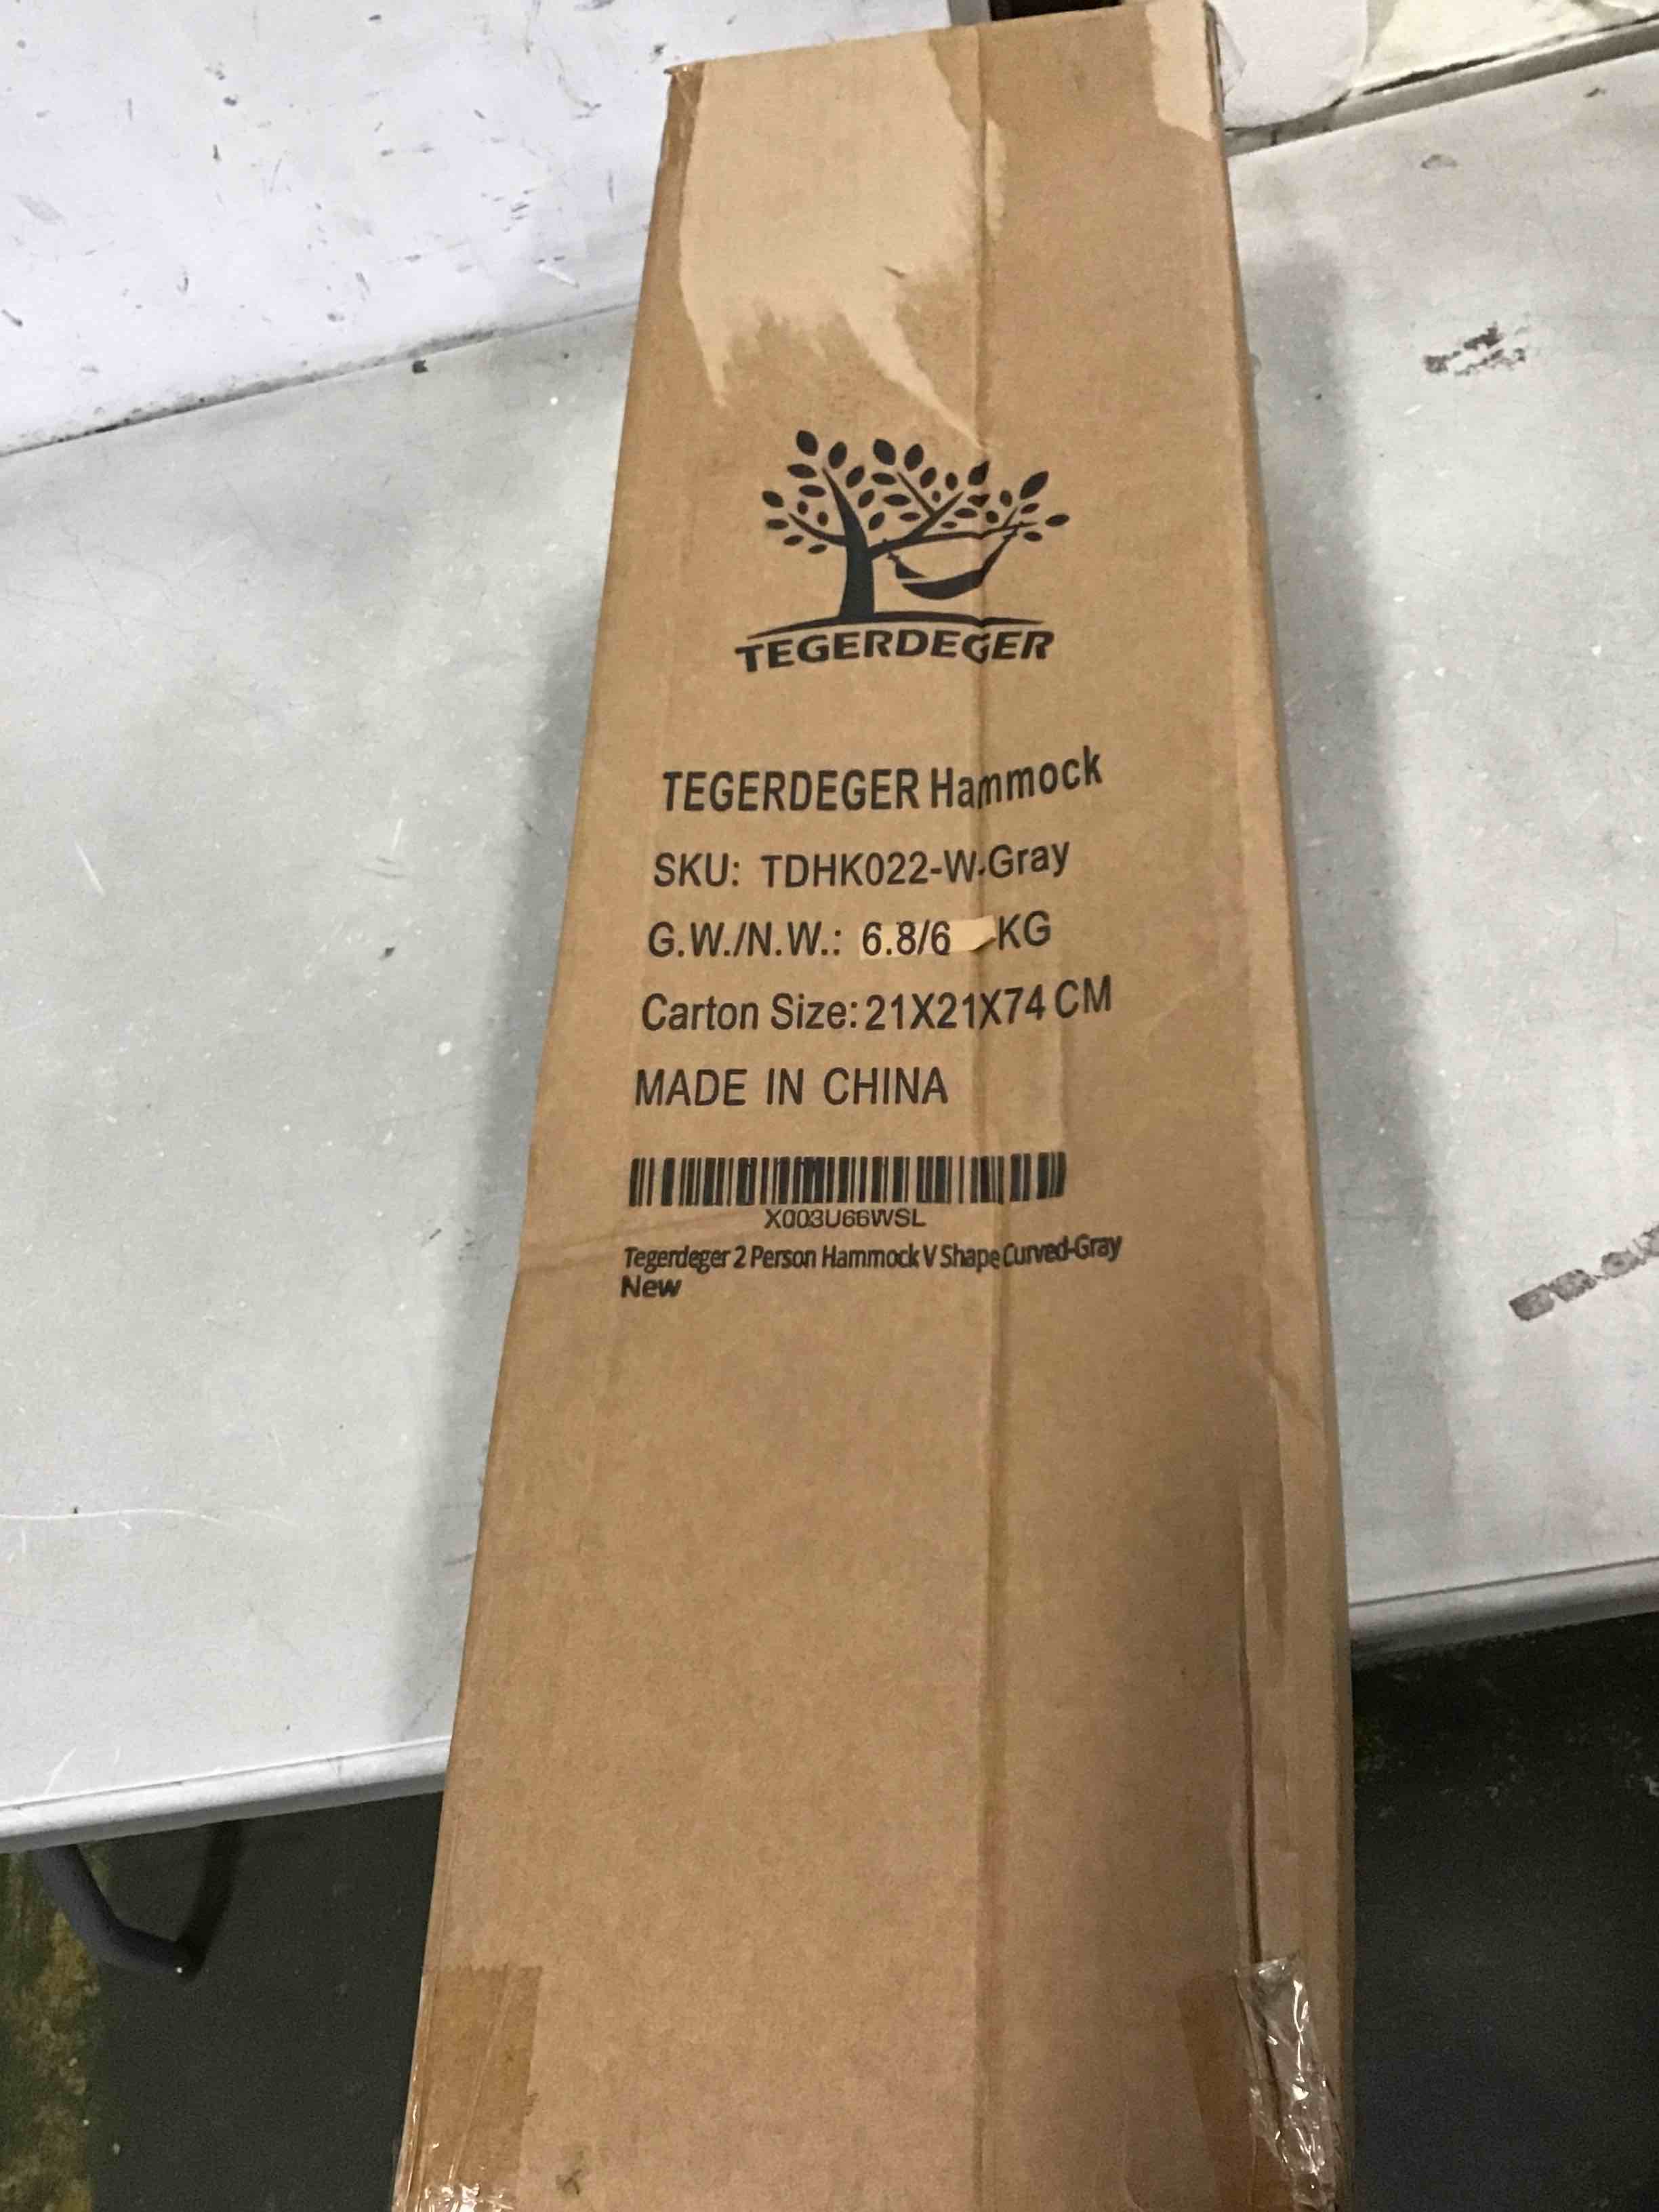 TEGERDEGER
TEGERDEGER Hammock
SKU: TDHK022-W-Gray
G.W./N.W.: 6.8/6 KG
Carton Size: 21X21X74 CM
MADE IN CHINA
X003U66WSL
Tegerdeger 2 Person Hammock V Shape Curved-Gray
New